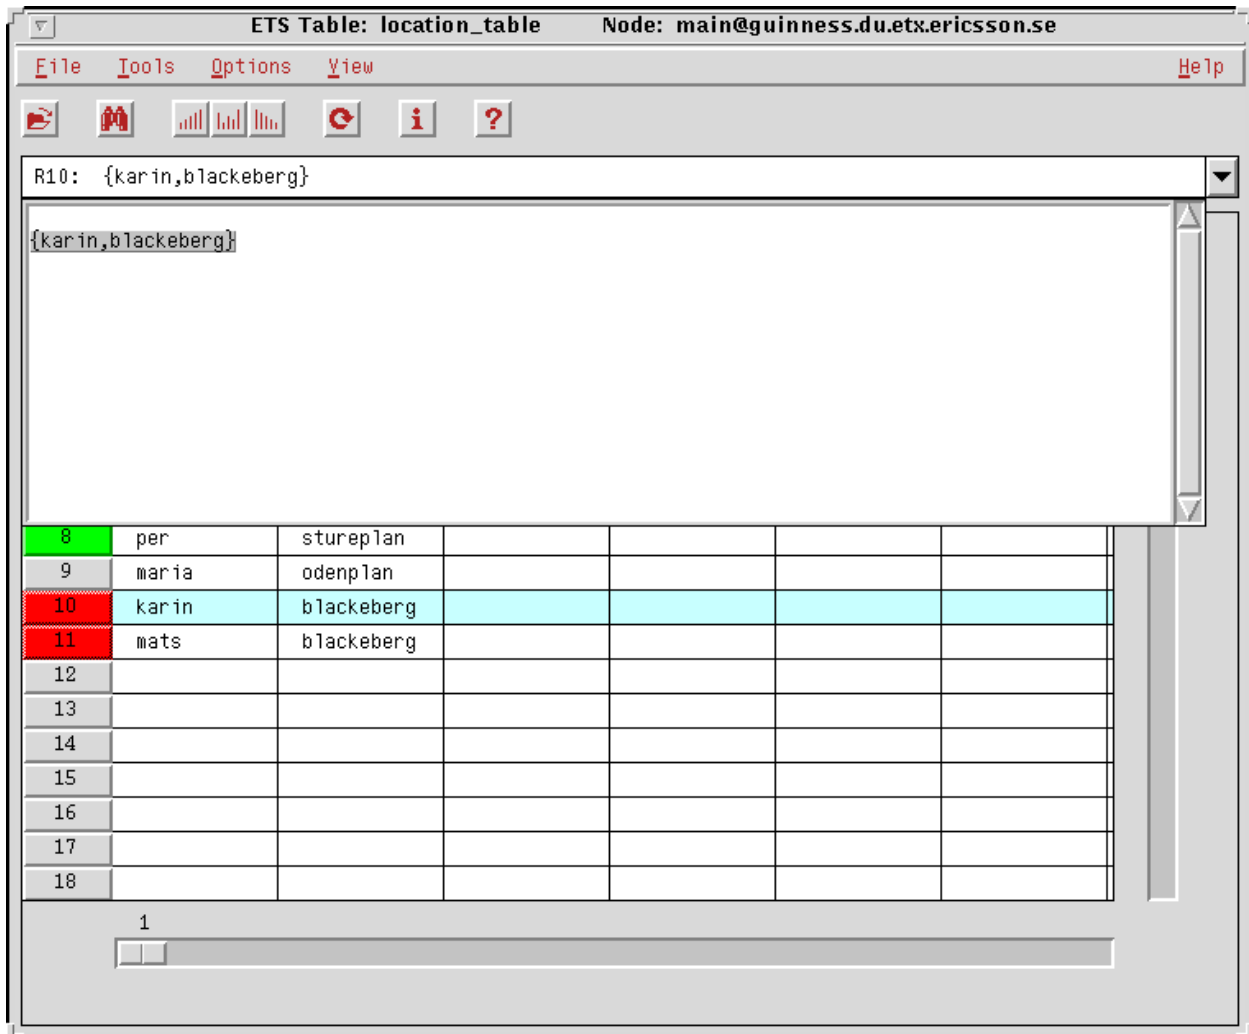 ETS Table: location_table Node: main@guinness.du.etx.ericsson.se
File Tools Options View Help
i ?
R10: {karin,blackeberg}
{karin,blackeberg}
8 per stureplan
9 maria odenplan
10 karin blackeberg
11 mats blackeberg
12
13
14
15
16
17
18
1